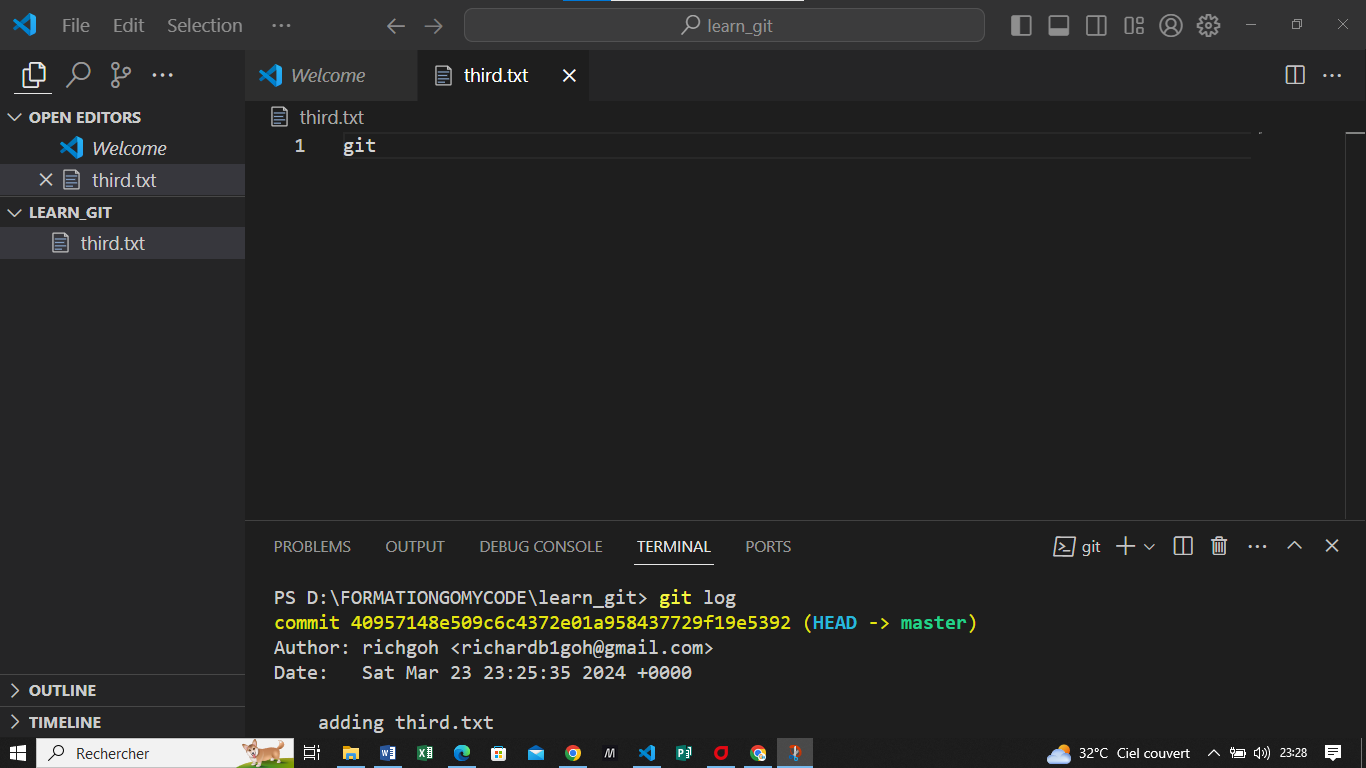 File Edit Selection ··· learn_git
Welcome third.txt
OPEN EDITORS
Welcome
third.txt
LEARN_GIT
third.txt
OUTLINE
TIMELINE
third.txt
1 git
PROBLEMS OUTPUT DEBUG CONSOLE TERMINAL PORTS git
PS D:\FORMATIONGOMYCODE\learn_git> git log
commit 40957148e509c6c4372e01a958437729f19e5392 (HEAD -> master)
Author: richgoh <richardb1goh@gmail.com>
Date: Sat Mar 23 23:25:35 2024 +0000
adding third.txt
Rechercher 32°C Ciel couvert 23:28